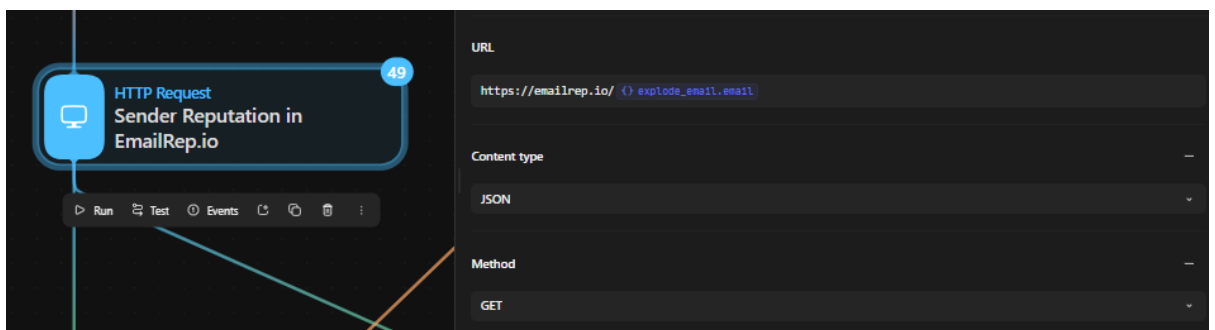 49
HTTP Request
Sender Reputation in
EmailRep.io
Run Test Events
URL
https://emailrep.io/ {} explode_email.email
Content type
JSON
Method
GET